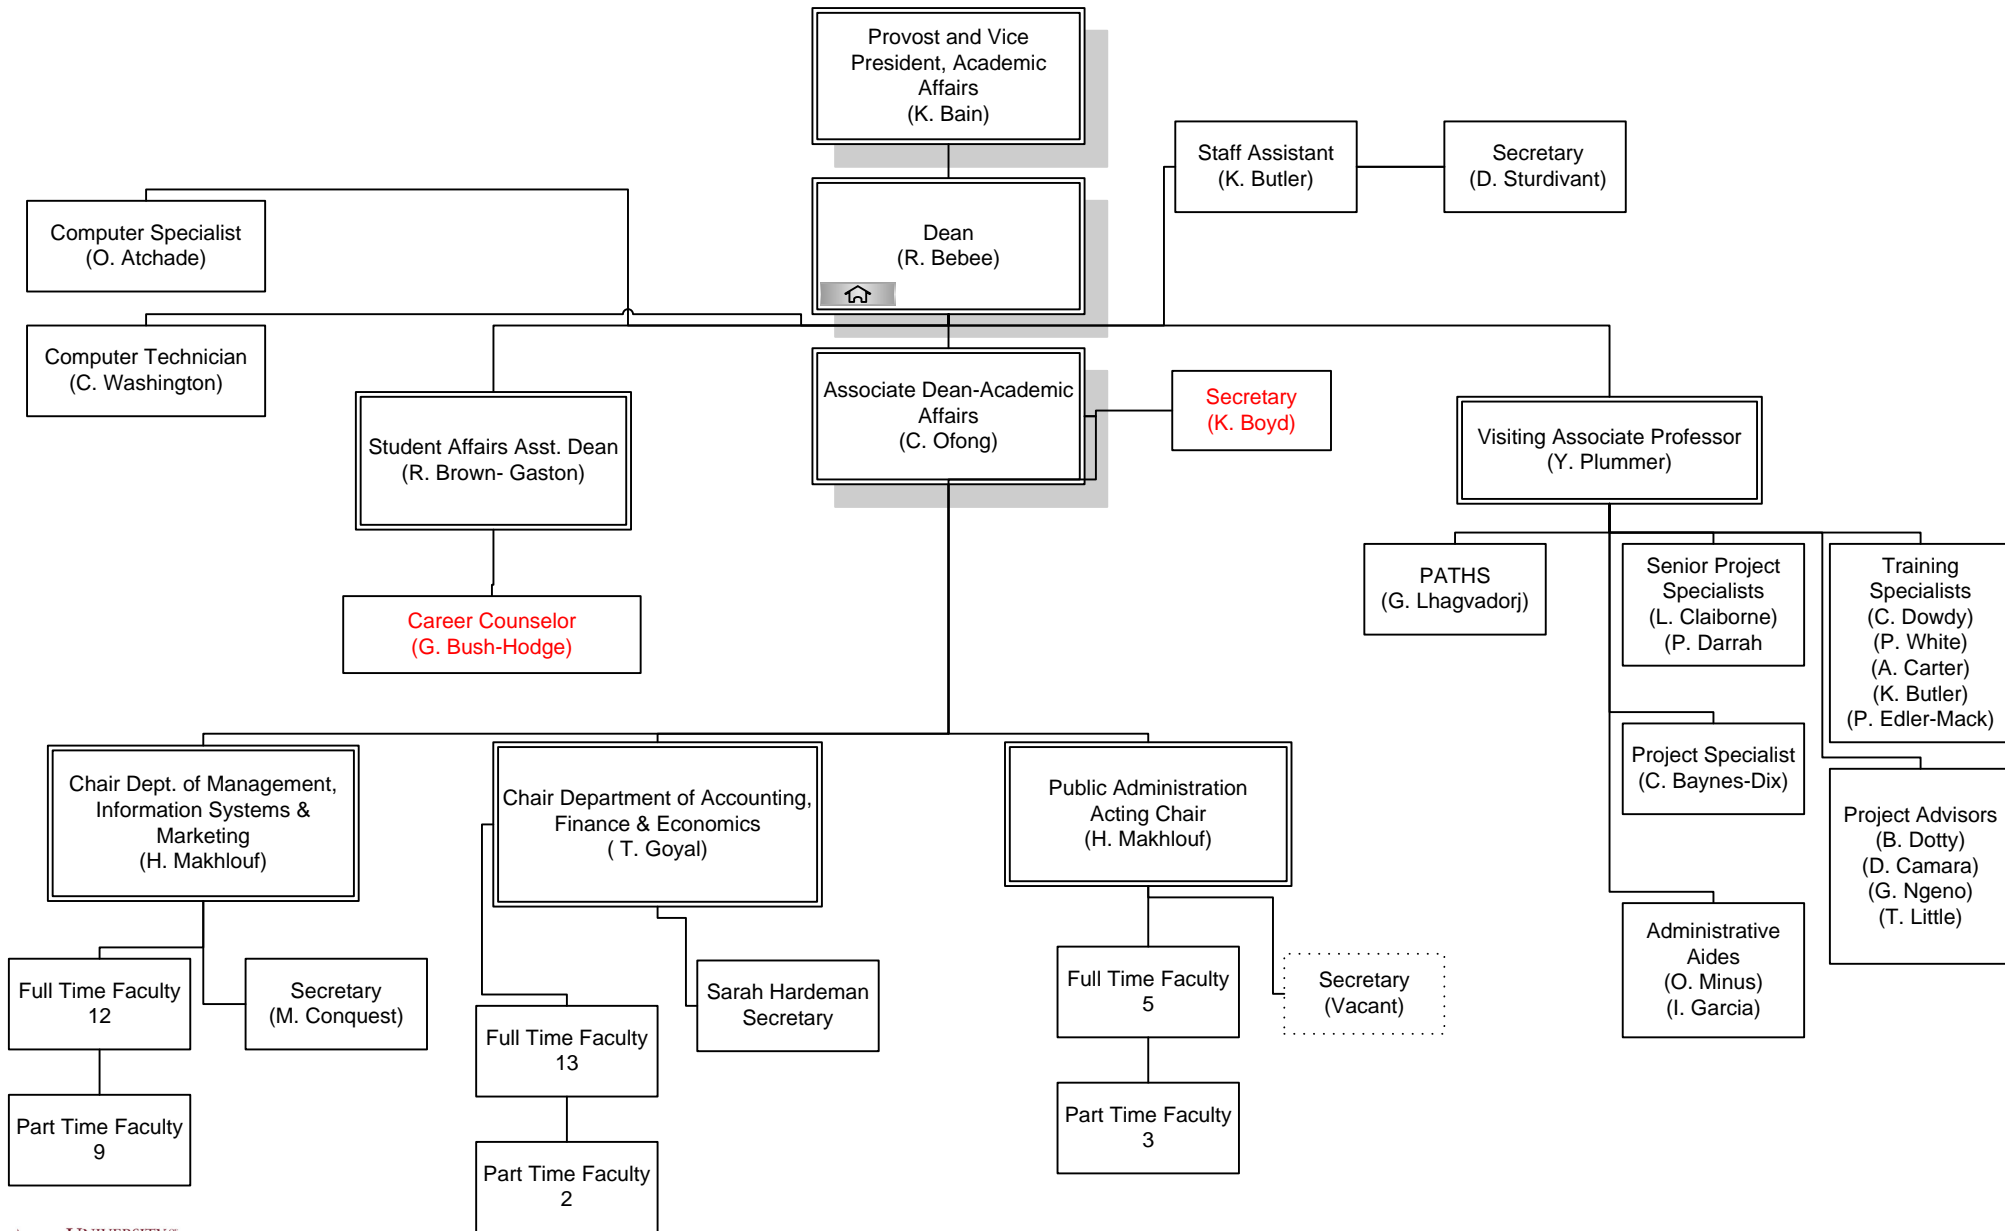 Provost and Vice
President, Academic
Affairs
(K. Bain)
Staff Assistant
(K. Butler)
Secretary
(D. Sturdivant)
Computer Specialist
(O. Atchade)
Dean
(R. Bebee)
Computer Technician
(C. Washington)
Student Affairs Asst. Dean
(R. Brown- Gaston)
Associate Dean-Academic
Affairs
(C. Ofong)
Secretary
(K. Boyd)
Visiting Associate Professor
(Y. Plummer)
Career Counselor
(G. Bush-Hodge)
PATHS
(G. Lhagvadorj)
Senior Project
Specialists
(L. Claiborne)
(P. Darrah
Training
Specialists
(C. Dowdy)
(P. White)
(A. Carter)
(K. Butler)
(P. Edler-Mack)
Project Specialist
(C. Baynes-Dix)
Project Advisors
(B. Dotty)
(D. Camara)
(G. Ngeno)
(T. Little)
Administrative
Aides
(O. Minus)
(I. Garcia)
Chair Dept. of Management,
Information Systems &
Marketing
(H. Makhlouf)
Chair Department of Accounting,
Finance & Economics
( T. Goyal)
Public Administration
Acting Chair
(H. Makhlouf)
Full Time Faculty
12
Secretary
(M. Conquest)
Part Time Faculty
9
Full Time Faculty
13
Sarah Hardeman
Secretary
Part Time Faculty
2
Full Time Faculty
5
Secretary
(Vacant)
Part Time Faculty
3